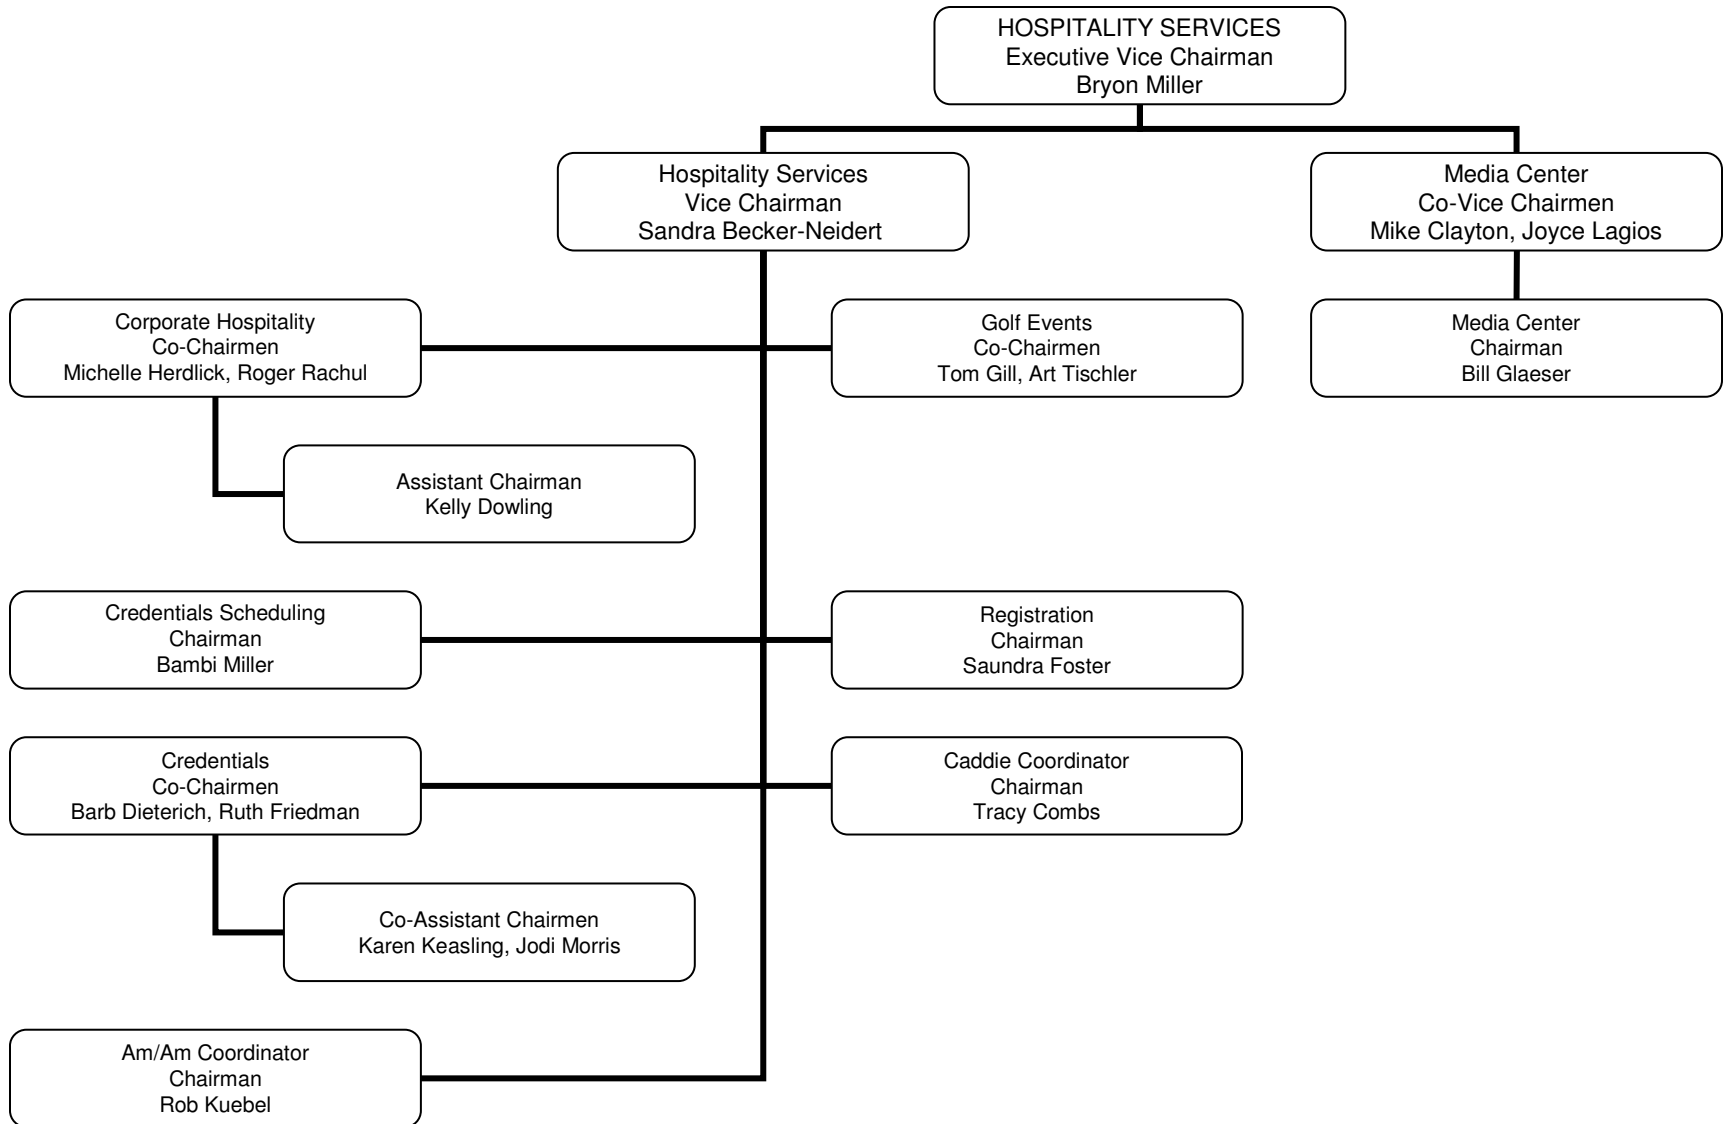 HOSPITALITY SERVICES
Executive Vice Chairman
Bryon Miller
Hospitality Services
Vice Chairman
Sandra Becker-Neidert
Media Center
Co-Vice Chairmen
Mike Clayton, Joyce Lagios
Corporate Hospitality
Co-Chairmen
Michelle Herdlick, Roger Rachul
Golf Events
Co-Chairmen
Tom Gill, Art Tischler
Media Center
Chairman
Bill Glaeser
Assistant Chairman
Kelly Dowling
Credentials Scheduling
Chairman
Bambi Miller
Registration
Chairman
Saundra Foster
Credentials
Co-Chairmen
Barb Dieterich, Ruth Friedman
Caddie Coordinator
Chairman
Tracy Combs
Co-Assistant Chairmen
Karen Keasling, Jodi Morris
Am/Am Coordinator
Chairman
Rob Kuebel